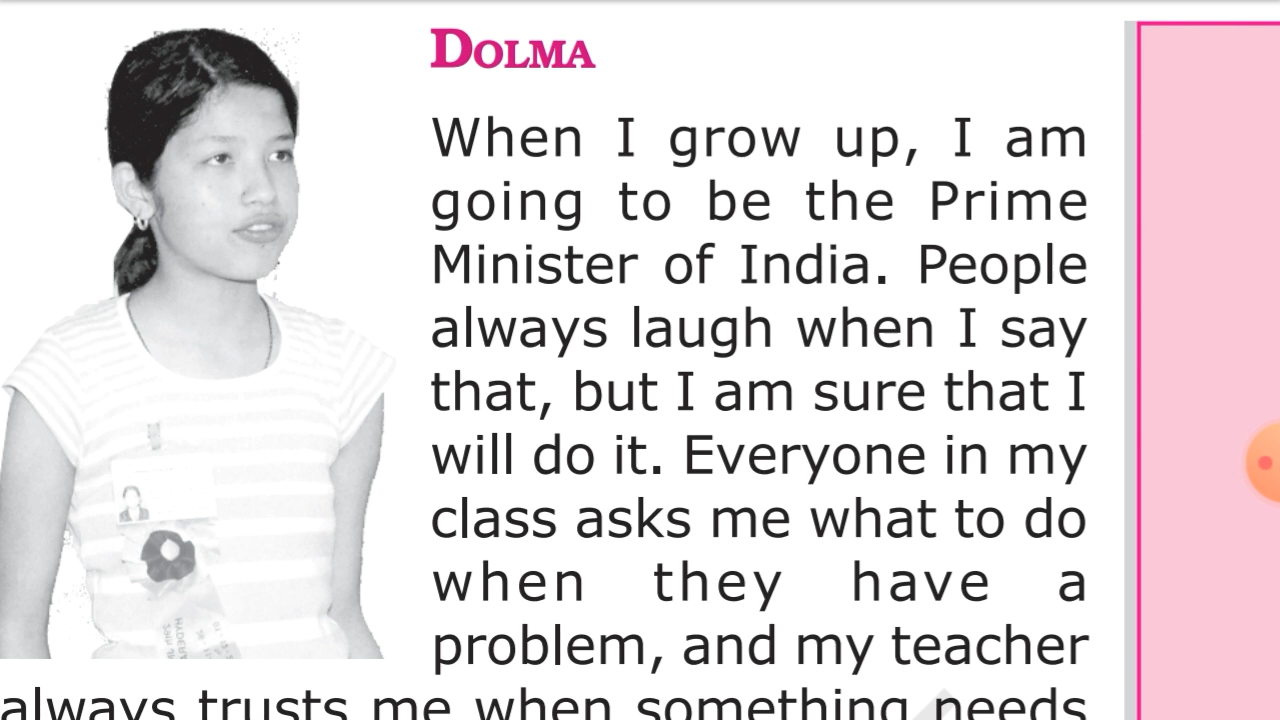 DOLMA
When I grow up, I am
going to be the Prime
Minister of India. People
always laugh when I say
that, but I am sure that I
will do it. Everyone in my
class asks me what to do
when they have a
problem, and my teacher
always trusts me when something needs